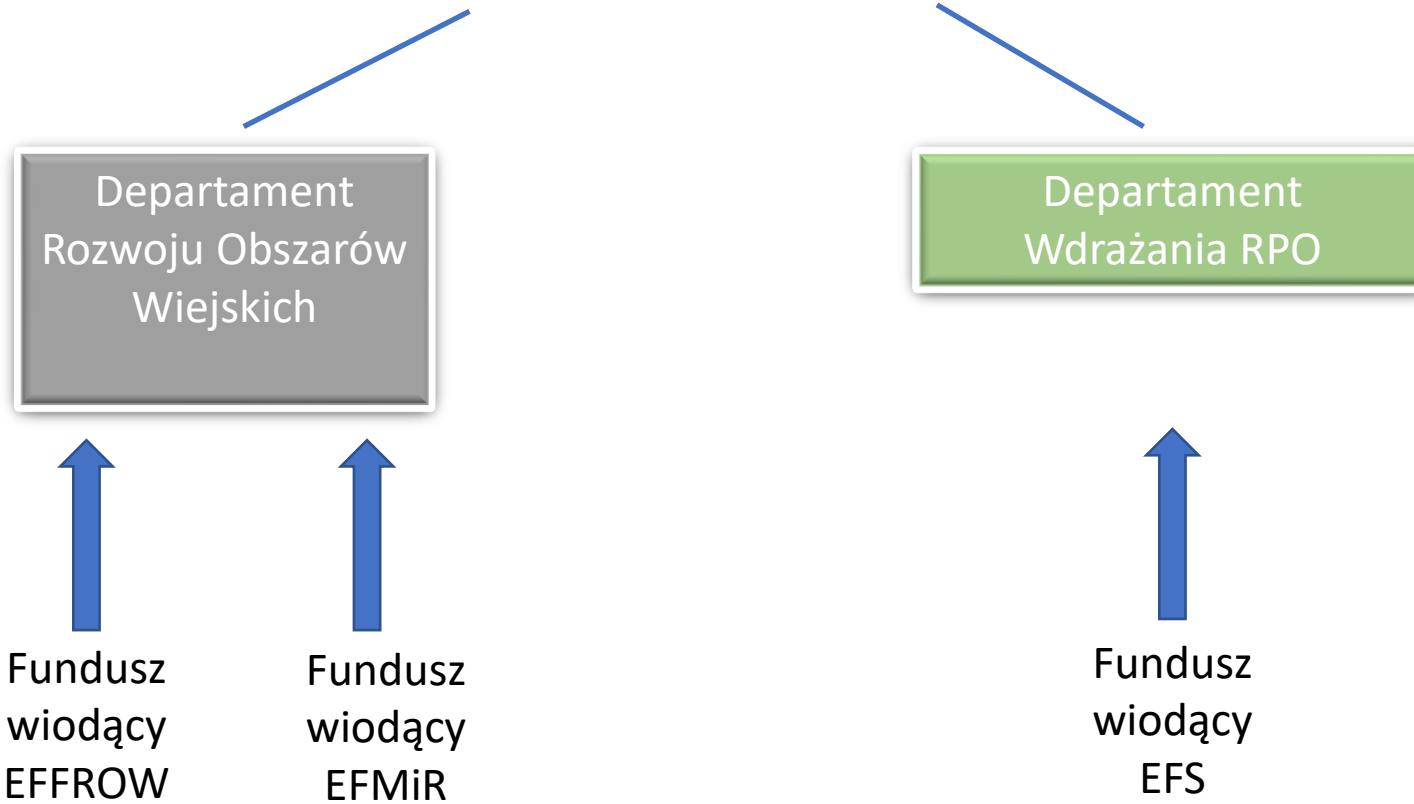 Departament
Rozwoju Obszarów
Wiejskich
Departament
Wdrażania RPO
Fundusz
wiodący
EFFROW
Fundusz
wiodący
EFMiR
Fundusz
wiodący
EFS